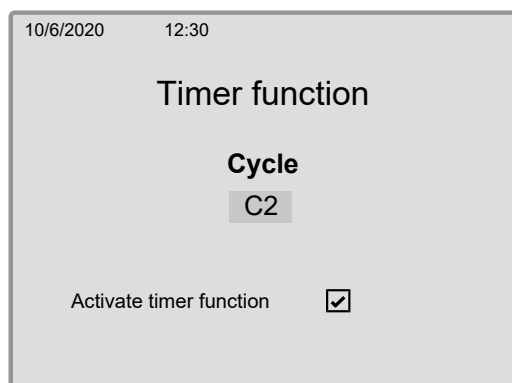 10/6/2020 12:30
Timer function
Cycle
C2
Activate timer function